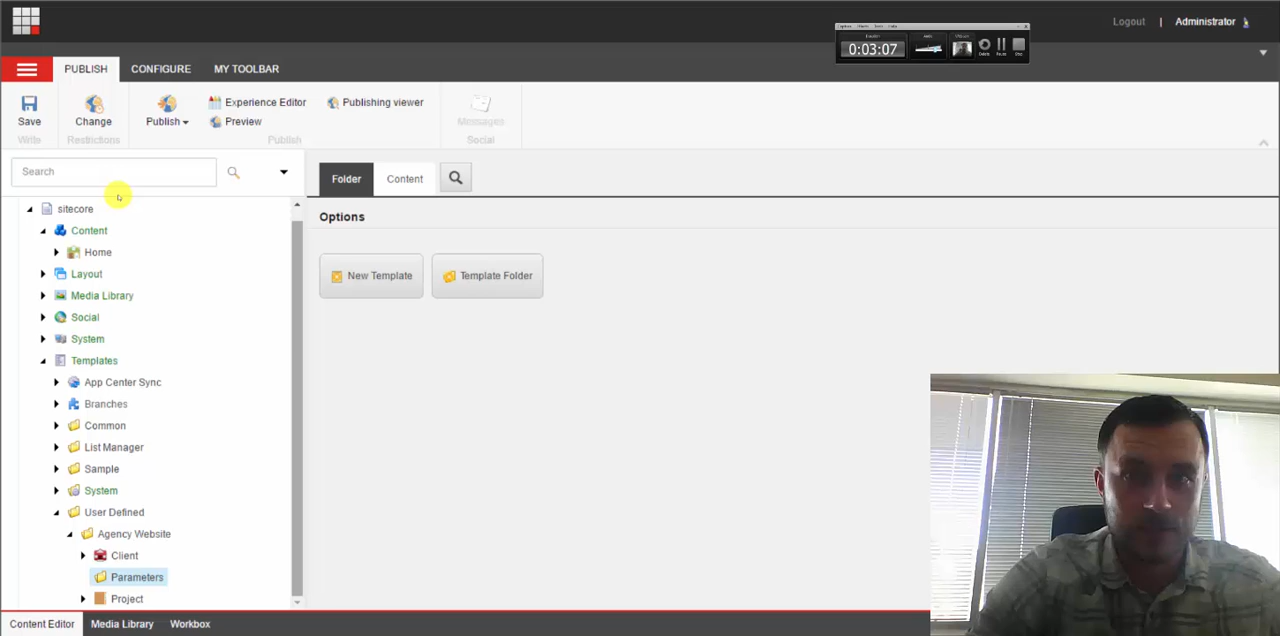 Logout | Administrator
0:03:07
PUBLISH CONFIGURE MY TOOLBAR
Save Change Publish Experience Editor Publishing viewer Messages
Preview
Write Restrictions Publish Social
Search Folder Content
Options
New Template Template Folder
sitecore
Content
Home
Layout
Media Library
Social
System
Templates
App Center Sync
Branches
Common
List Manager
Sample
System
User Defined
Agency Website
Client
Parameters
Project
Content Editor Media Library Workbox